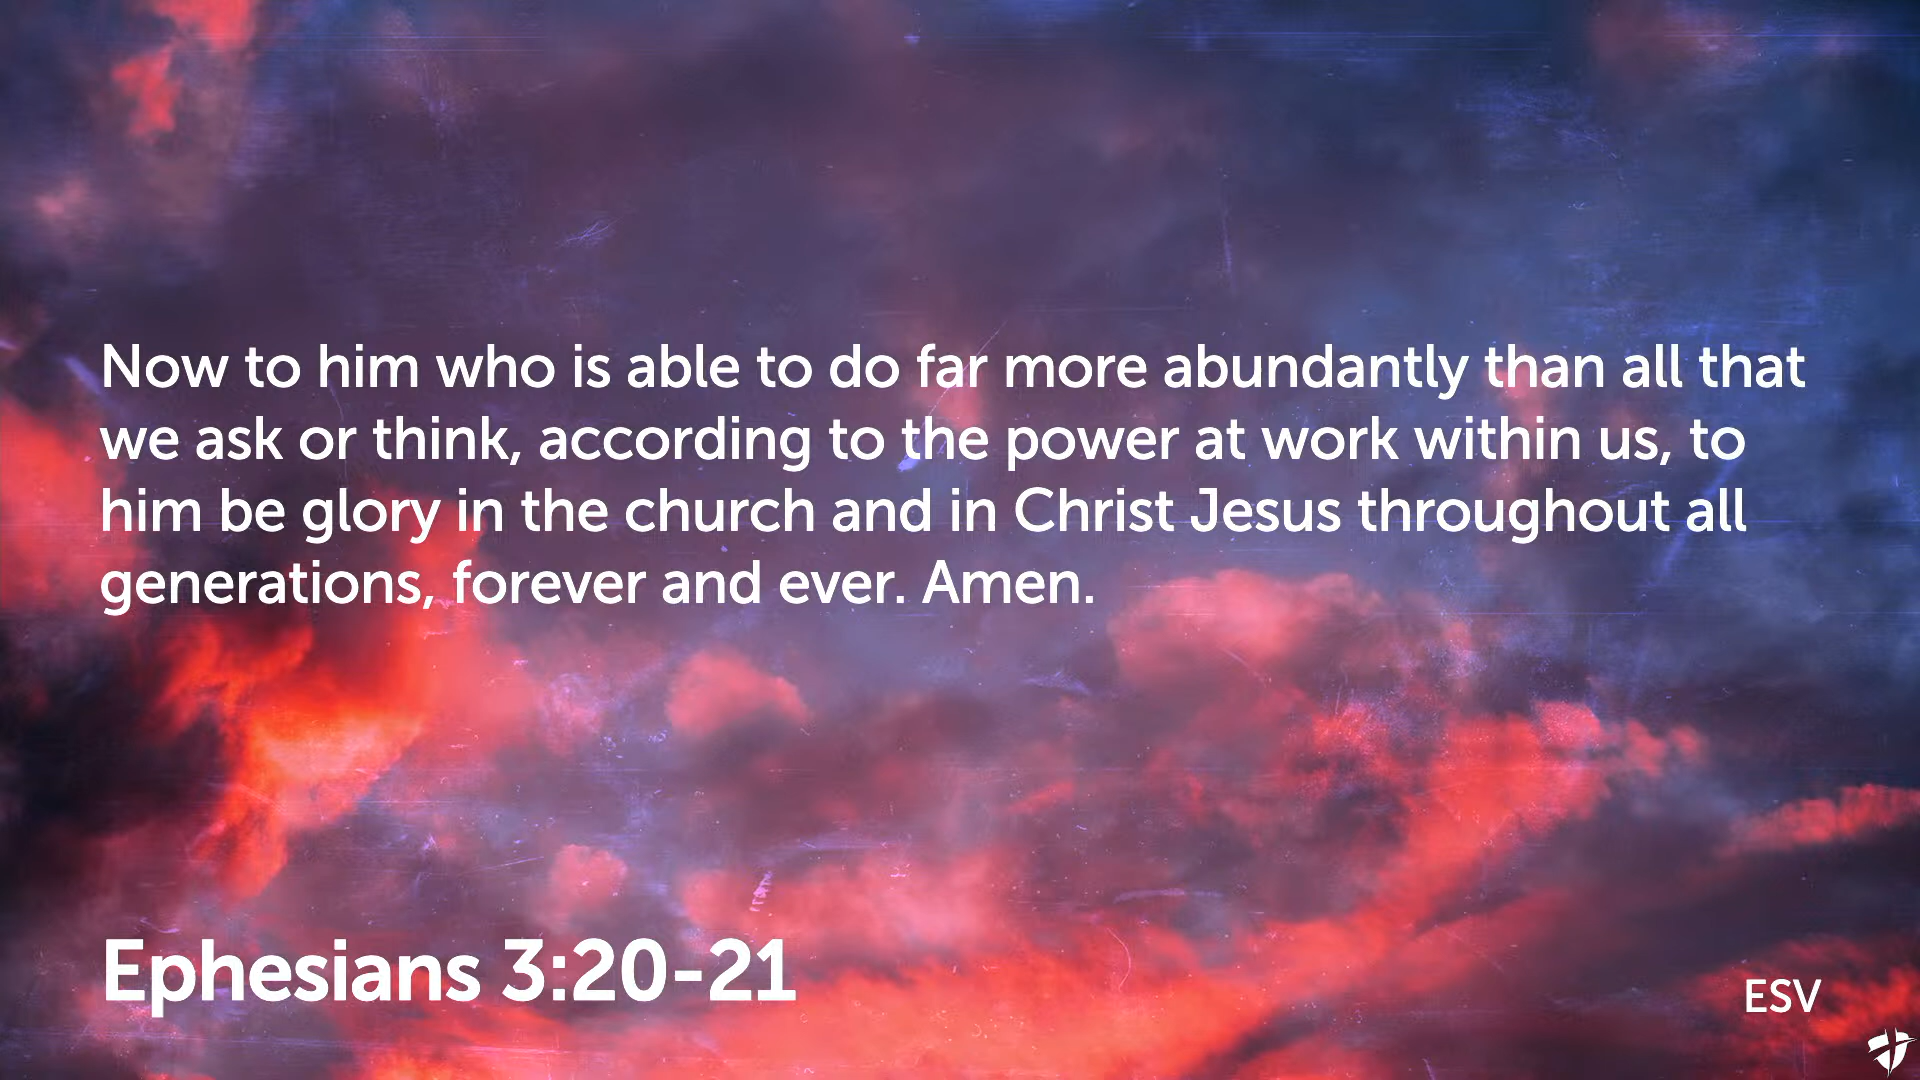 Now to him who is able to do far more abundantly than all that
we ask or think, according to the power at work within us, to
him be glory in the church and in Christ Jesus throughout all
generations, forever and ever. Amen.
Ephesians 3:20-21
ESV